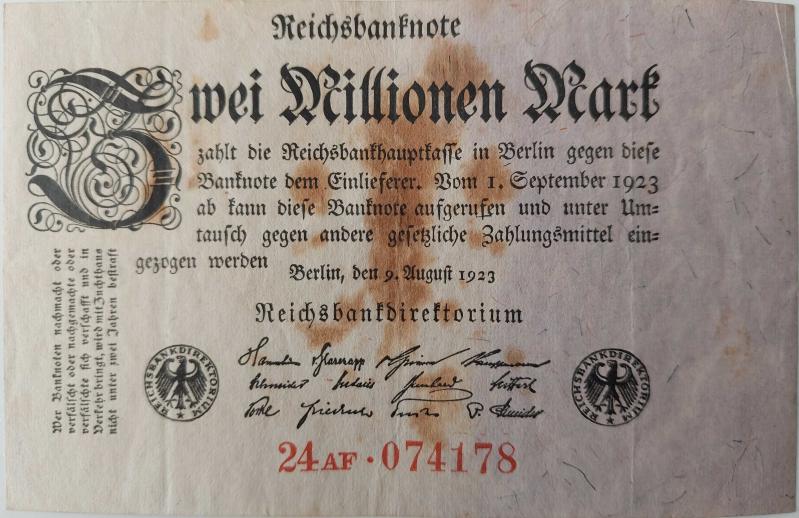 Reichsbanknote
Zwei Millionen Mark
zahlt die Reichsbankhauptkasse in Berlin gegen diese
Banknote dem Einlieferer. Vom 1. September 1923
ab kann diese Banknote aufgerufen und unter Um=
tausch gegen andere gesetzliche Zahlungsmittel ein=
gezogen werden
Berlin, den 9. August 1923
Reichsbankdirektorium
Wer Banknoten nachmacht oder
verfälscht oder nachgemachte oder
verfälschte sich verschafft und in
Verkehr bringt, wird mit Zuchthaus
nicht unter zwei Jahren bestraft
REICHSBANKDIREKTORIUM
REICHSBANKDIREKTORIUM
24AF·074178